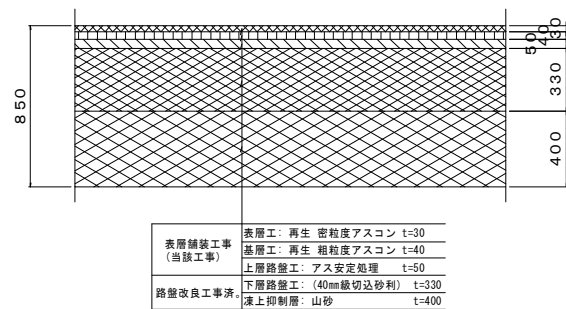 850
30
40
50
330
400
表層舗装工事
(当該工事)
表層工: 再生 密粒度アスコン t=30
基層工: 再生 粗粒度アスコン t=40
上層路盤工: アス安定処理 t=50
路盤改良工事済。
下層路盤工: (40mm級切込砂利) t=330
凍上抑制層: 山砂 t=400